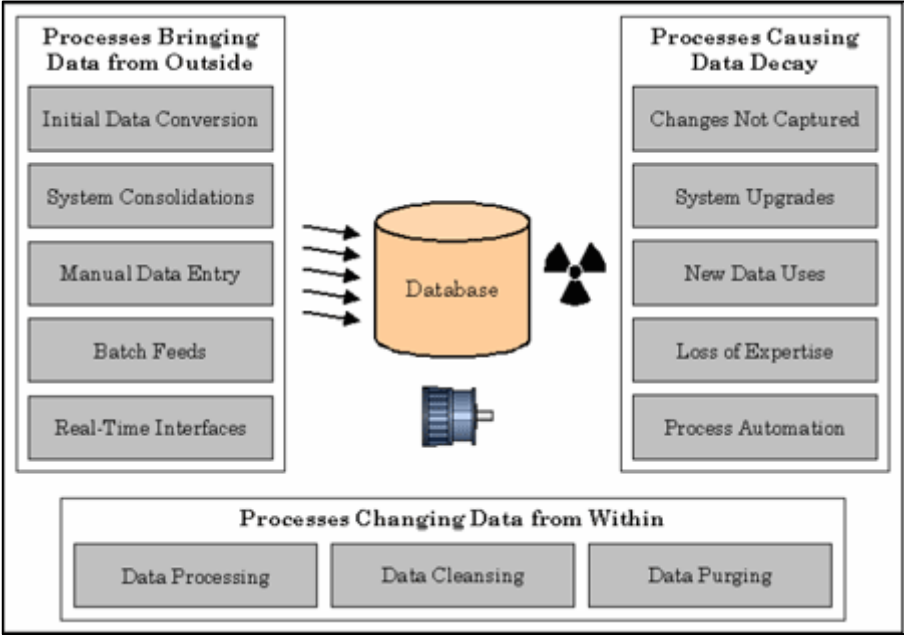 Processes Bringing
Data from Outside
Initial Data Conversion
System Consolidations
Manual Data Entry
Batch Feeds
Real-Time Interfaces
Database
Processes Causing
Data Decay
Changes Not Captured
System Upgrades
New Data Uses
Loss of Expertise
Process Automation
Processes Changing Data from Within
Data Processing
Data Cleansing
Data Purging